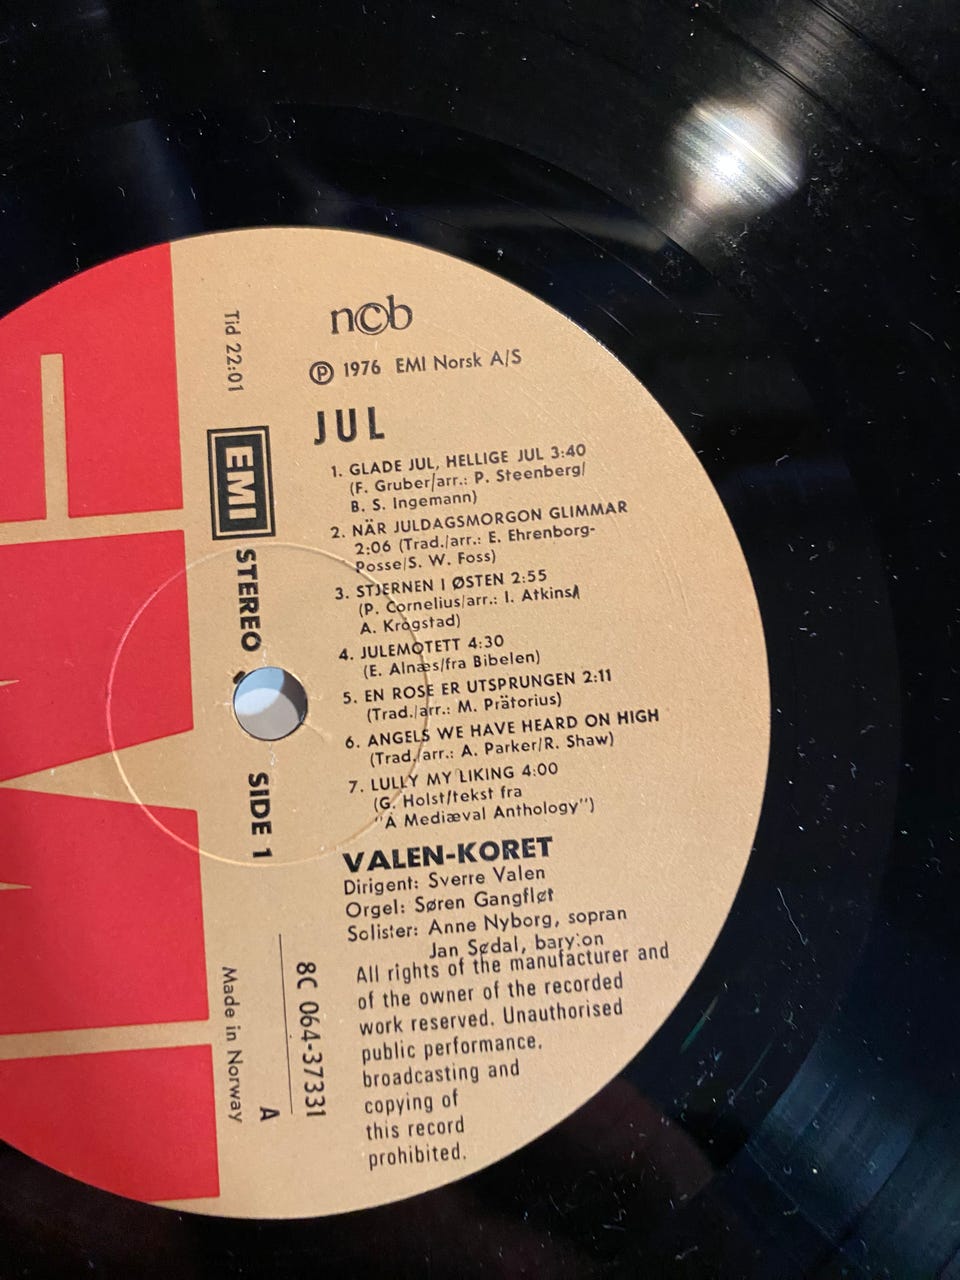 ncb
Ⓟ 1976 EMI Norsk A/S
JUL
1. GLADE JUL, HELLIGE JUL 3:40
(F. Gruber/arr.: P. Steenberg/
B. S. Ingemann)
2. NÄR JULDAGSMORGON GLIMMAR
2:06 (Trad./arr.: E. Ehrenborg-
Posse/S. W. Foss)
3. STJERNEN I ØSTEN 2:55
(P. Cornelius/arr.: I. Atkins/
A. Krogstad)
4. JULEMOTETT 4:30
(E. Alnæs/fra Bibelen)
5. EN ROSE ER UTSPRUNGEN 2:11
(Trad./arr.: M. Prätorius)
6. ANGELS WE HAVE HEARD ON HIGH
(Trad./arr.: A. Parker/R. Shaw)
7. LULLY MY LIKING 4:00
(G. Holst/tekst fra
"A Mediæval Anthology")
VALEN-KORET
Dirigent: Sverre Valen
Orgel: Søren Gangfløt
Solister: Anne Nyborg, sopran
Jan Sødal, baryton
All rights of the manufacturer and
of the owner of the recorded
work reserved. Unauthorised
public performance,
broadcasting and
copying of
this record
prohibited.
Tid 22:01
EMI
STEREO
SIDE 1
8C 064-37331
A
Made in Norway